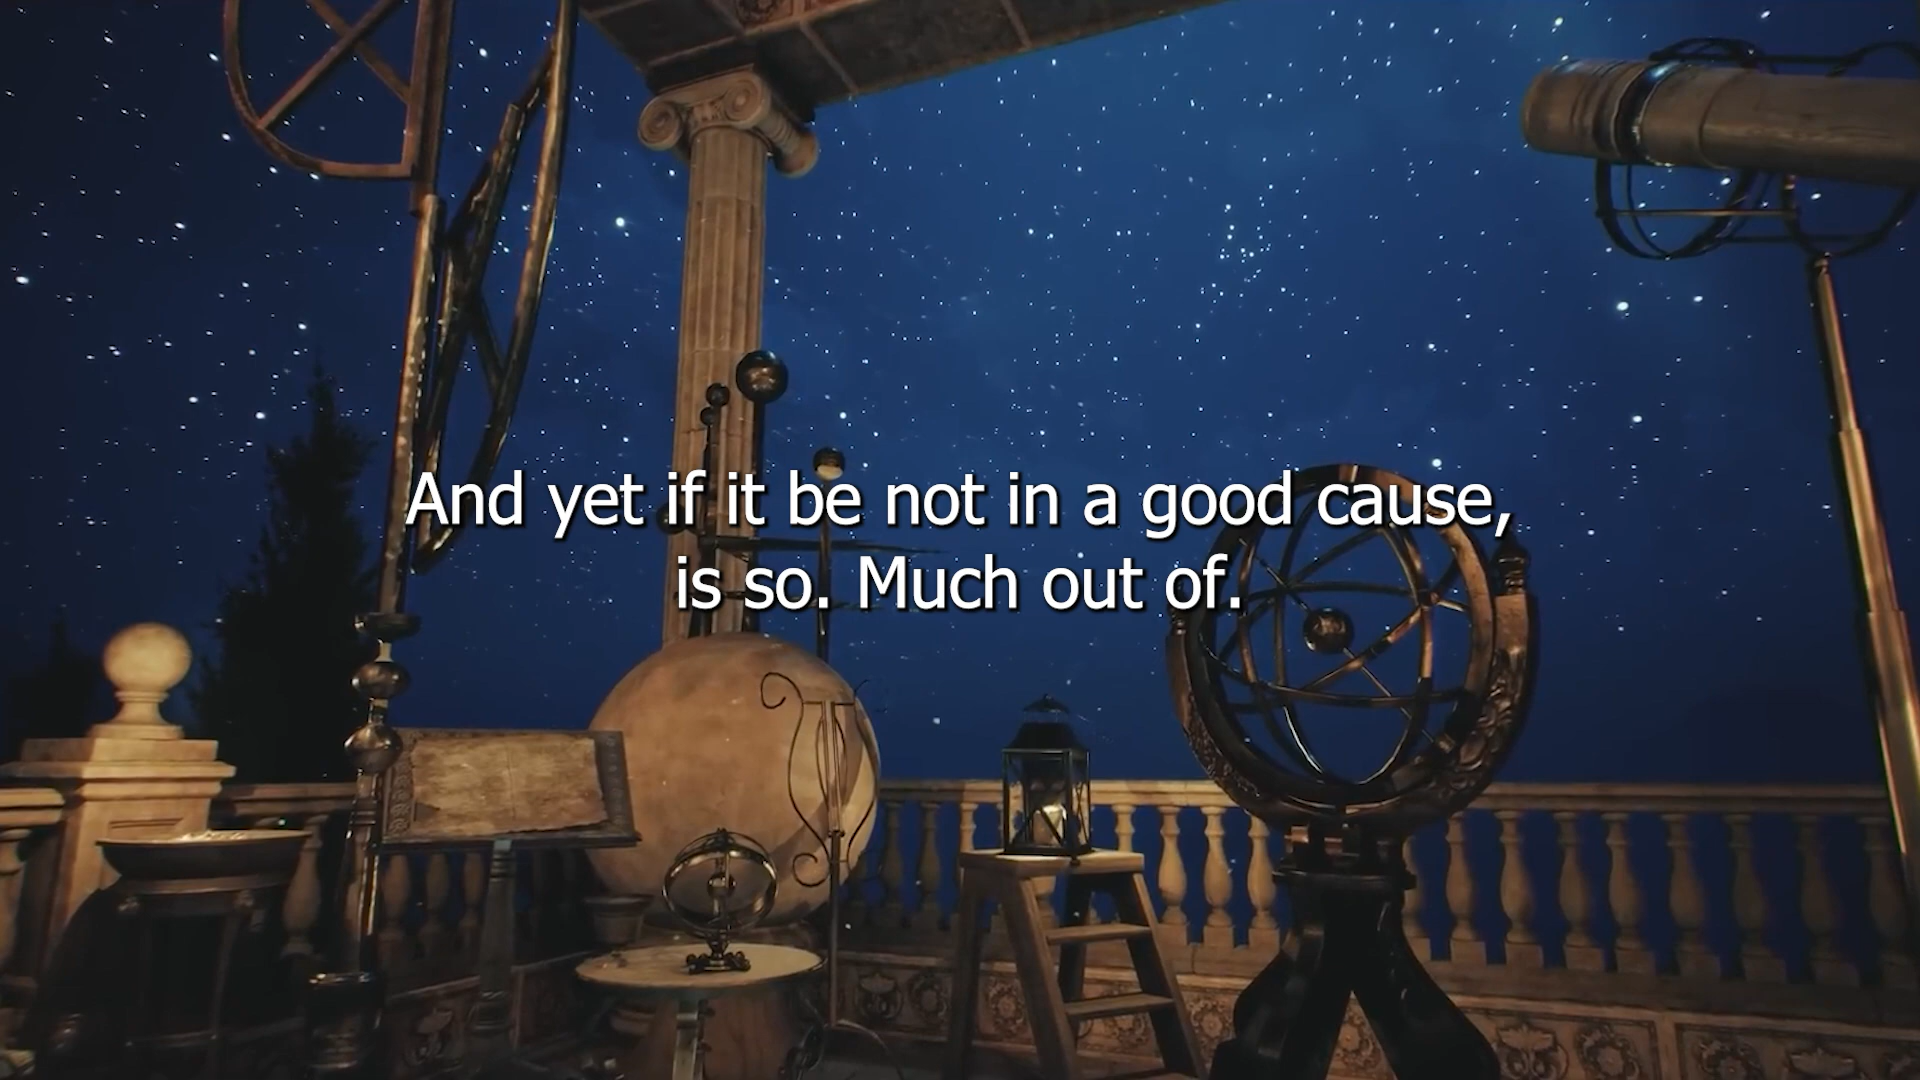 And yet if it be not in a good cause,
is so. Much out of.